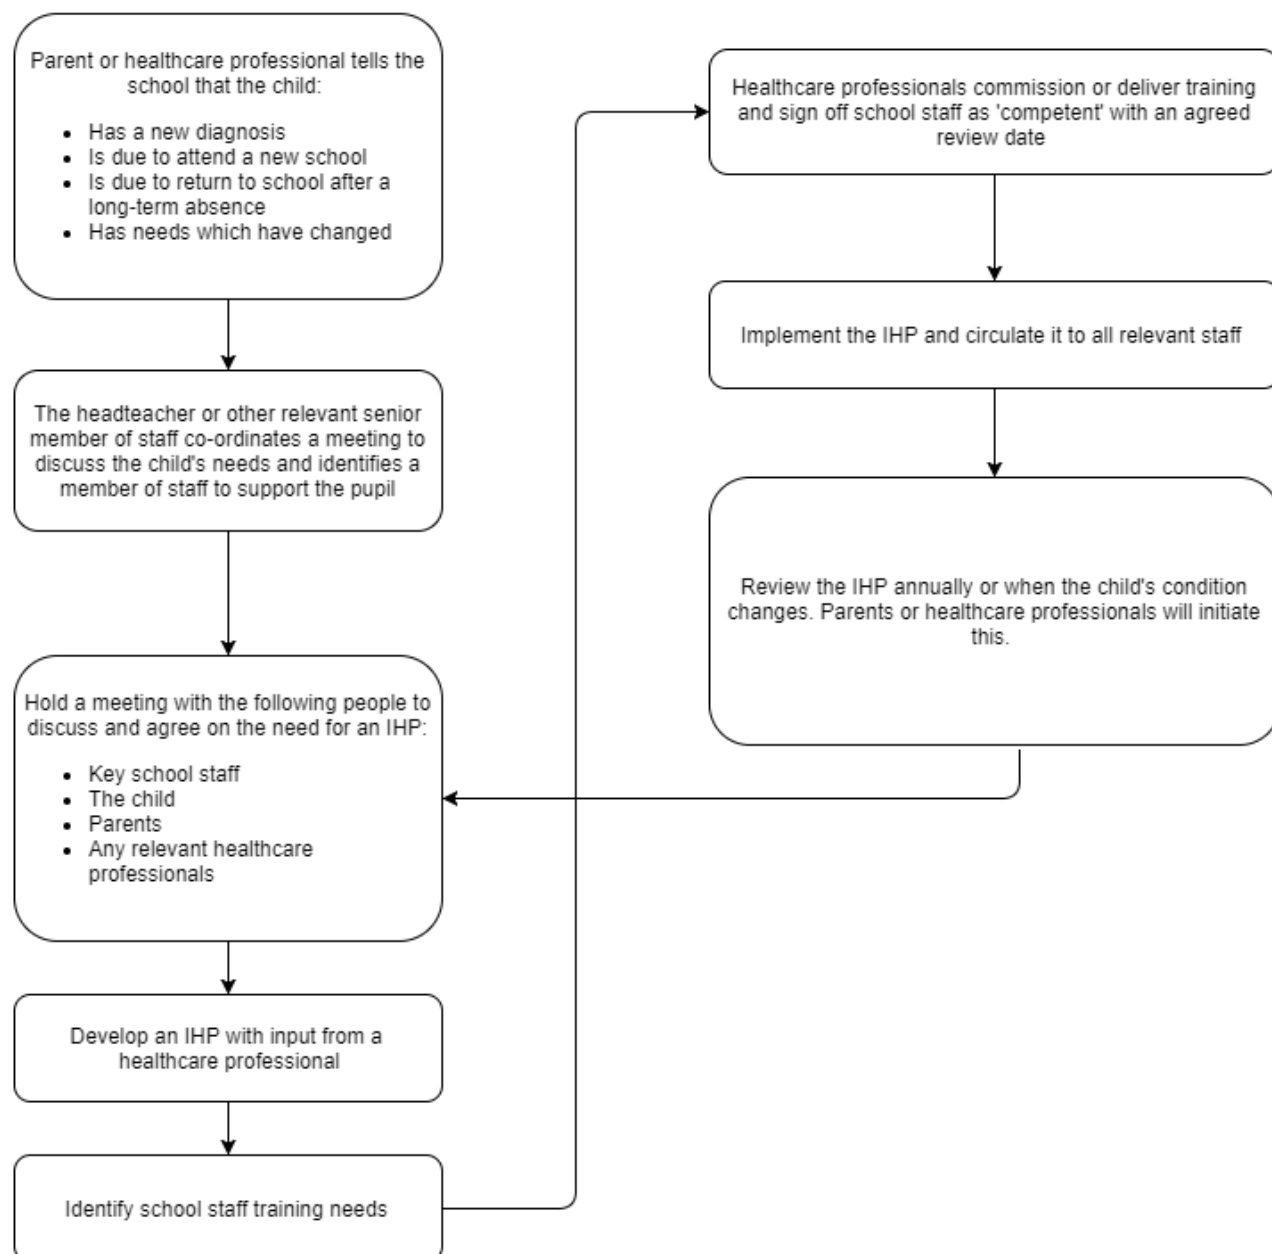 Parent or healthcare professional tells the
school that the child:
• Has a new diagnosis
• Is due to attend a new school
• Is due to return to school after a
long-term absence
• Has needs which have changed
The headteacher or other relevant senior
member of staff co-ordinates a meeting to
discuss the child's needs and identifies a
member of staff to support the pupil
Hold a meeting with the following people to
discuss and agree on the need for an IHP:
• Key school staff
• The child
• Parents
• Any relevant healthcare
professionals
Develop an IHP with input from a
healthcare professional
Identify school staff training needs
Healthcare professionals commission or deliver training
and sign off school staff as 'competent' with an agreed
review date
Implement the IHP and circulate it to all relevant staff
Review the IHP annually or when the child's condition
changes. Parents or healthcare professionals will initiate
this.